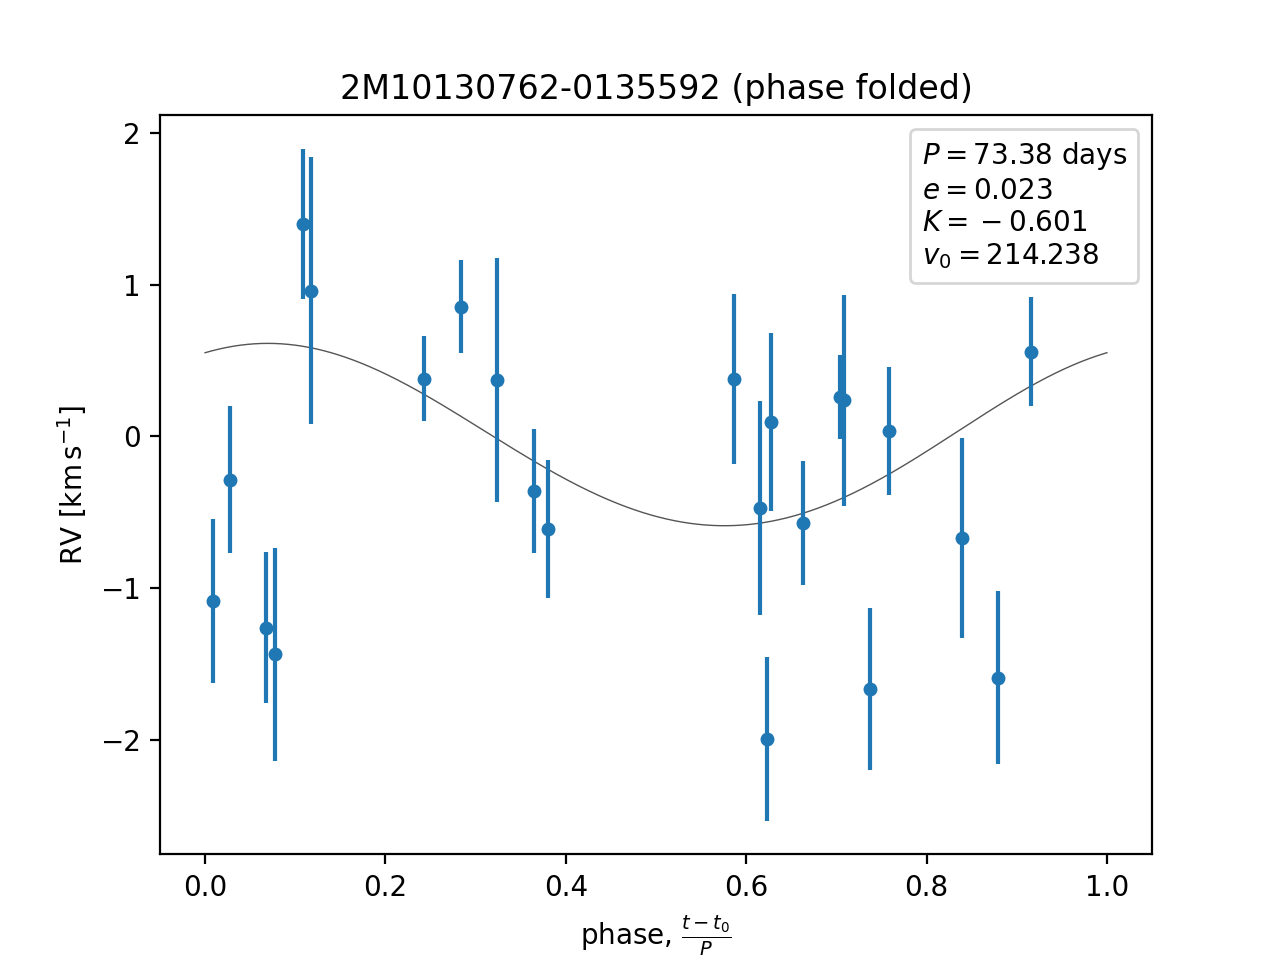 2M10130762-0135592 (phase folded)
P = 73.38 days
e = 0.023
K = −0.601
v₀ = 214.238
2
1
0
−1
−2
RV [km s⁻¹]
0.0 0.2 0.4 0.6 0.8 1.0
phase, (t − t₀)/P